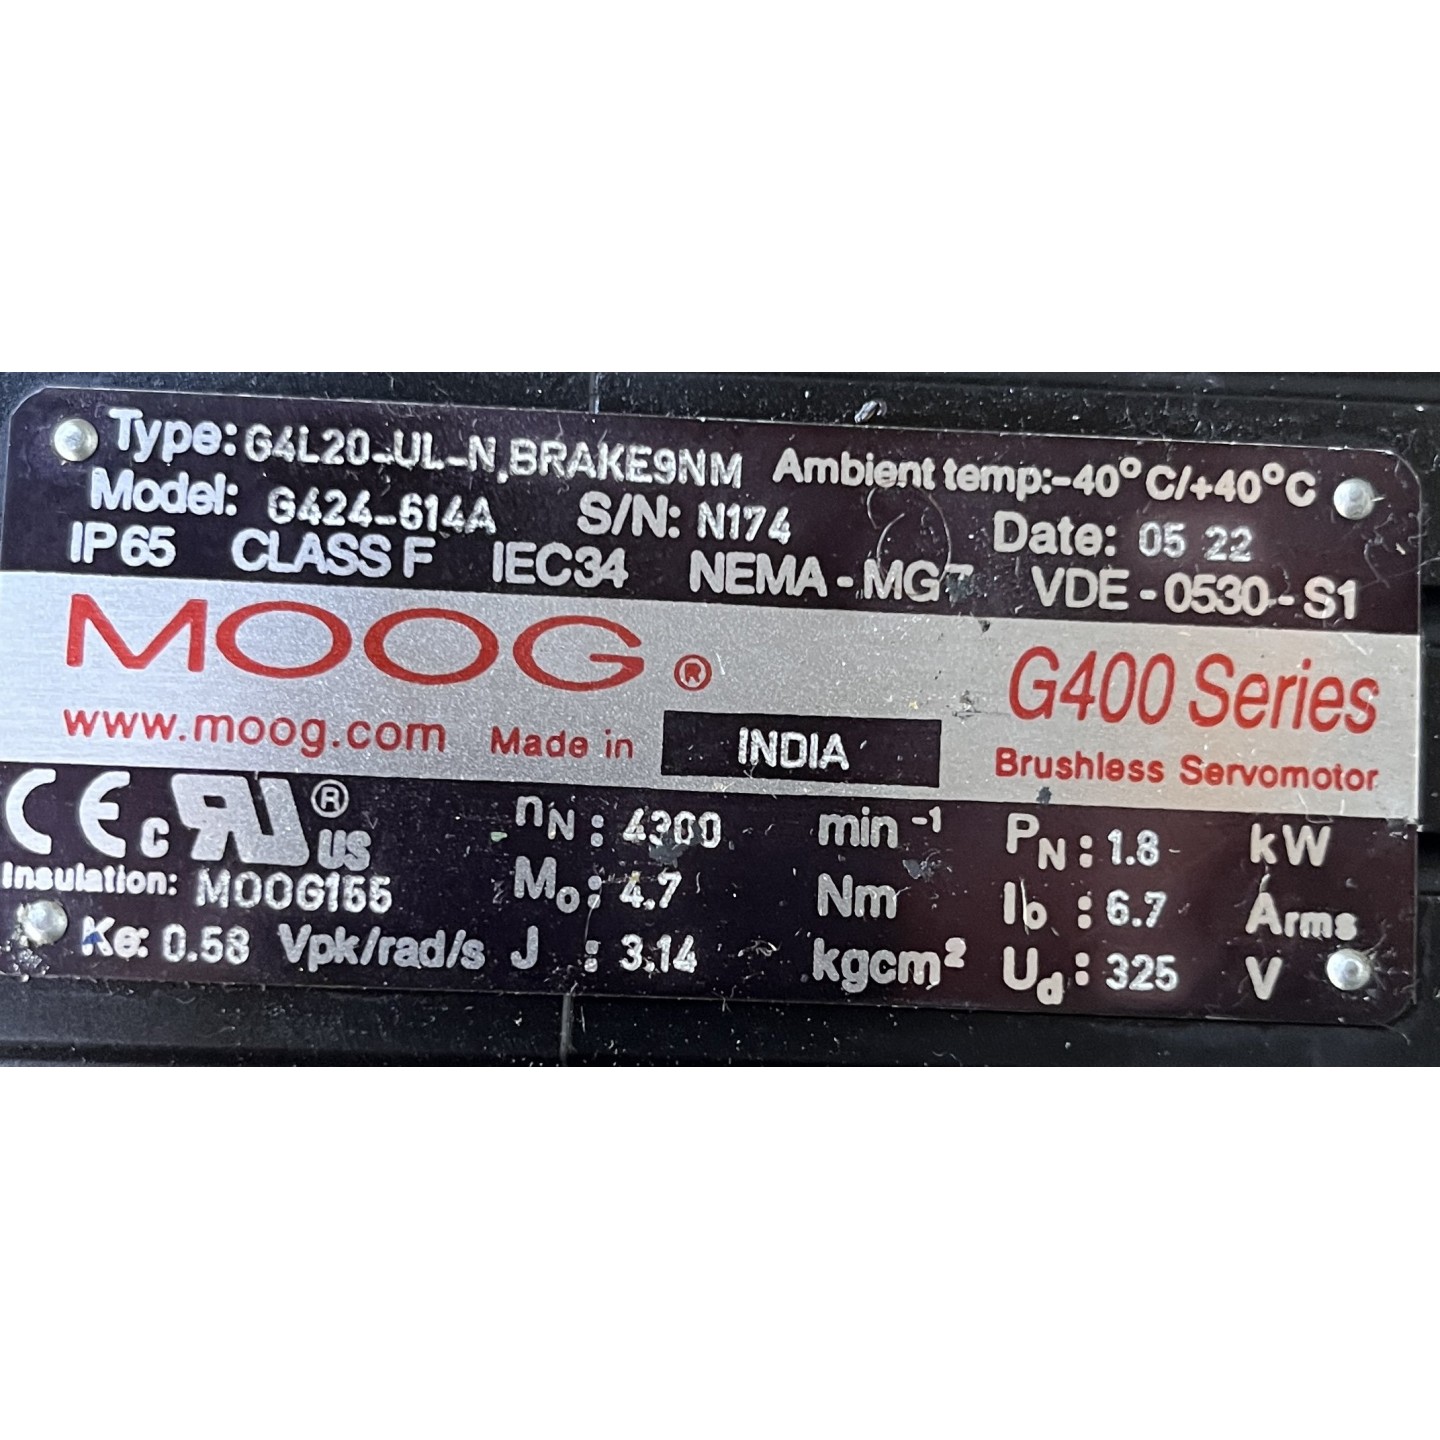 Type: G4L20-UL-N,BRAKE9NM Ambient temp:-40°C/+40°C
Model: G424-614A S/N: N174 Date: 05 22
IP65 CLASS F IEC34 NEMA-MG7 VDE-0530-S1
MOOG® G400 Series
www.moog.com Made in INDIA Brushless Servomotor
CE c RU® US nN: 4300 min⁻¹ PN: 1.8 kW
Insulation: MOOG155 Mo: 4.7 Nm Io: 6.7 Arms
Ke: 0.58 Vpk/rad/s J: 3.14 kgcm² Ud: 325 V